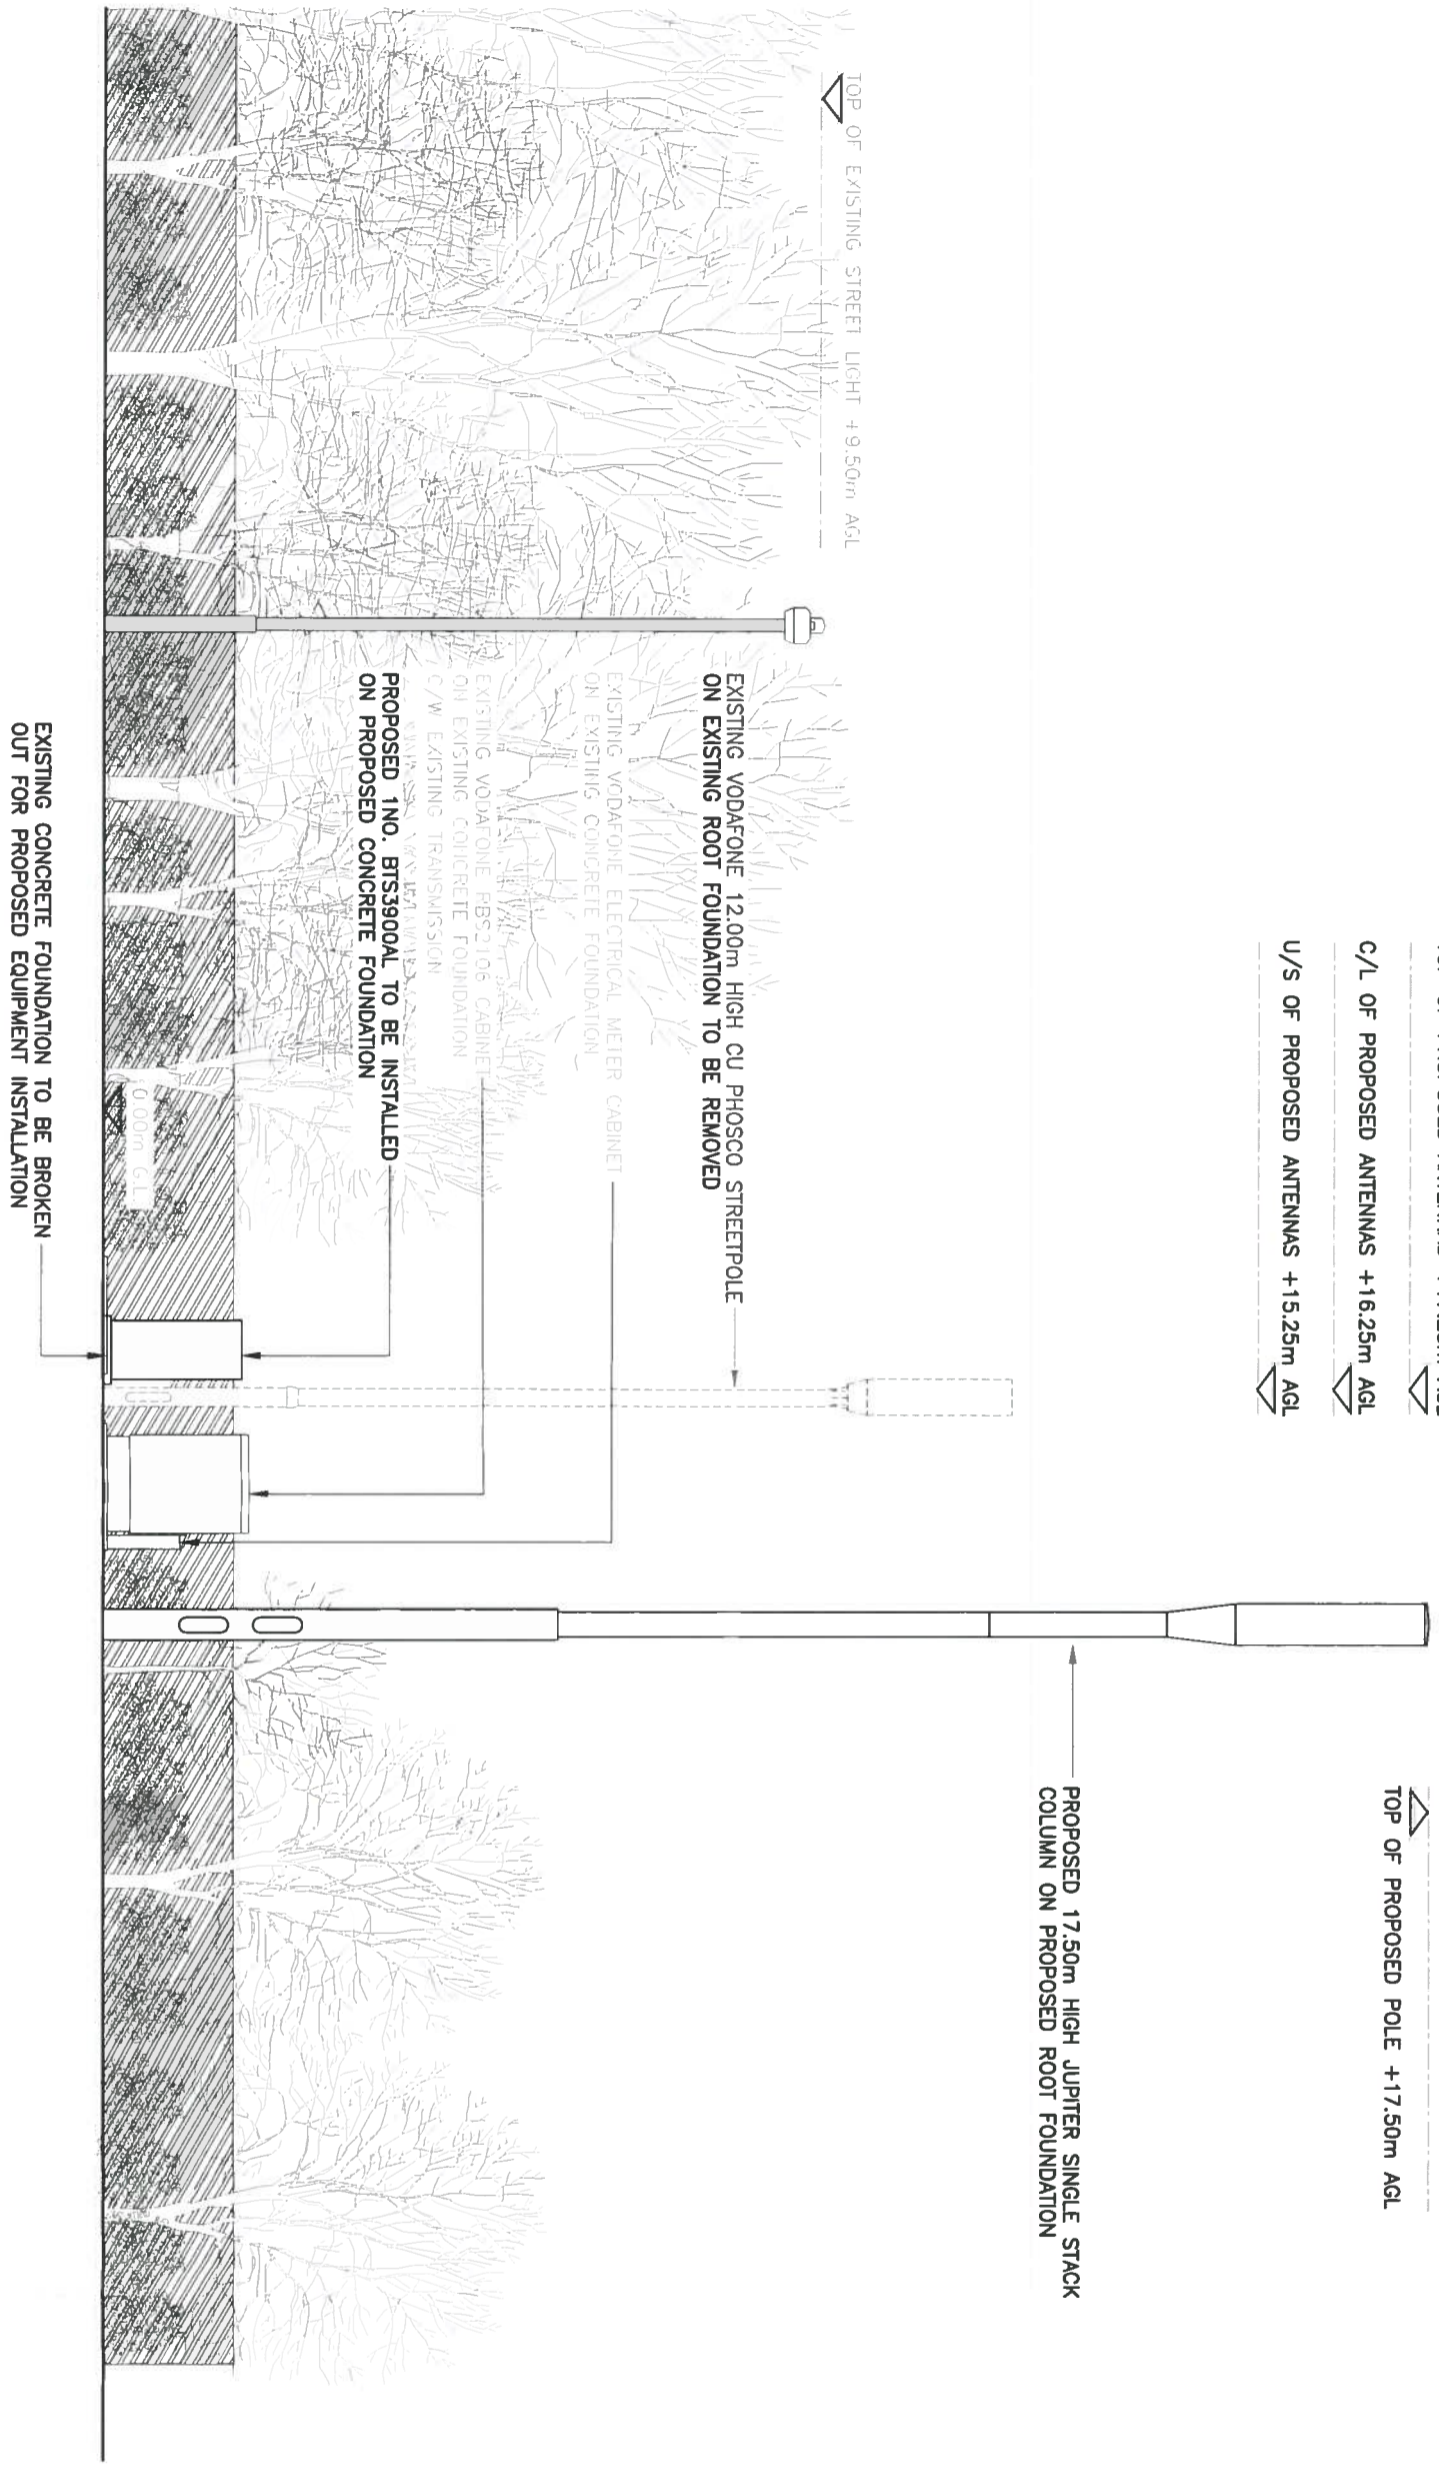 C/L OF PROPOSED ANTENNAS +16.25m AGL
U/S OF PROPOSED ANTENNAS +15.25m AGL
TOP OF PROPOSED POLE +17.50m AGL
PROPOSED 17.50m HIGH JUPITER SINGLE STACK
COLUMN ON PROPOSED ROOT FOUNDATION
TOP OF EXISTING STREET LIGHT +9.50m AGL
EXISTING VODAFONE 12.00m HIGH CU PHOSCO STREETPOLE
ON EXISTING ROOT FOUNDATION TO BE REMOVED
EXISTING VODAFONE ELECTRICAL METER CABINET
ON EXISTING CONCRETE FOUNDATION
EXISTING VODAFONE RBS2106 CABINET
ON EXISTING CONCRETE FOUNDATION
C/W EXISTING TRANSMISSION
PROPOSED 1NO. BTS3900AL TO BE INSTALLED
ON PROPOSED CONCRETE FOUNDATION
0.00m G.L.
EXISTING CONCRETE FOUNDATION TO BE BROKEN
OUT FOR PROPOSED EQUIPMENT INSTALLATION